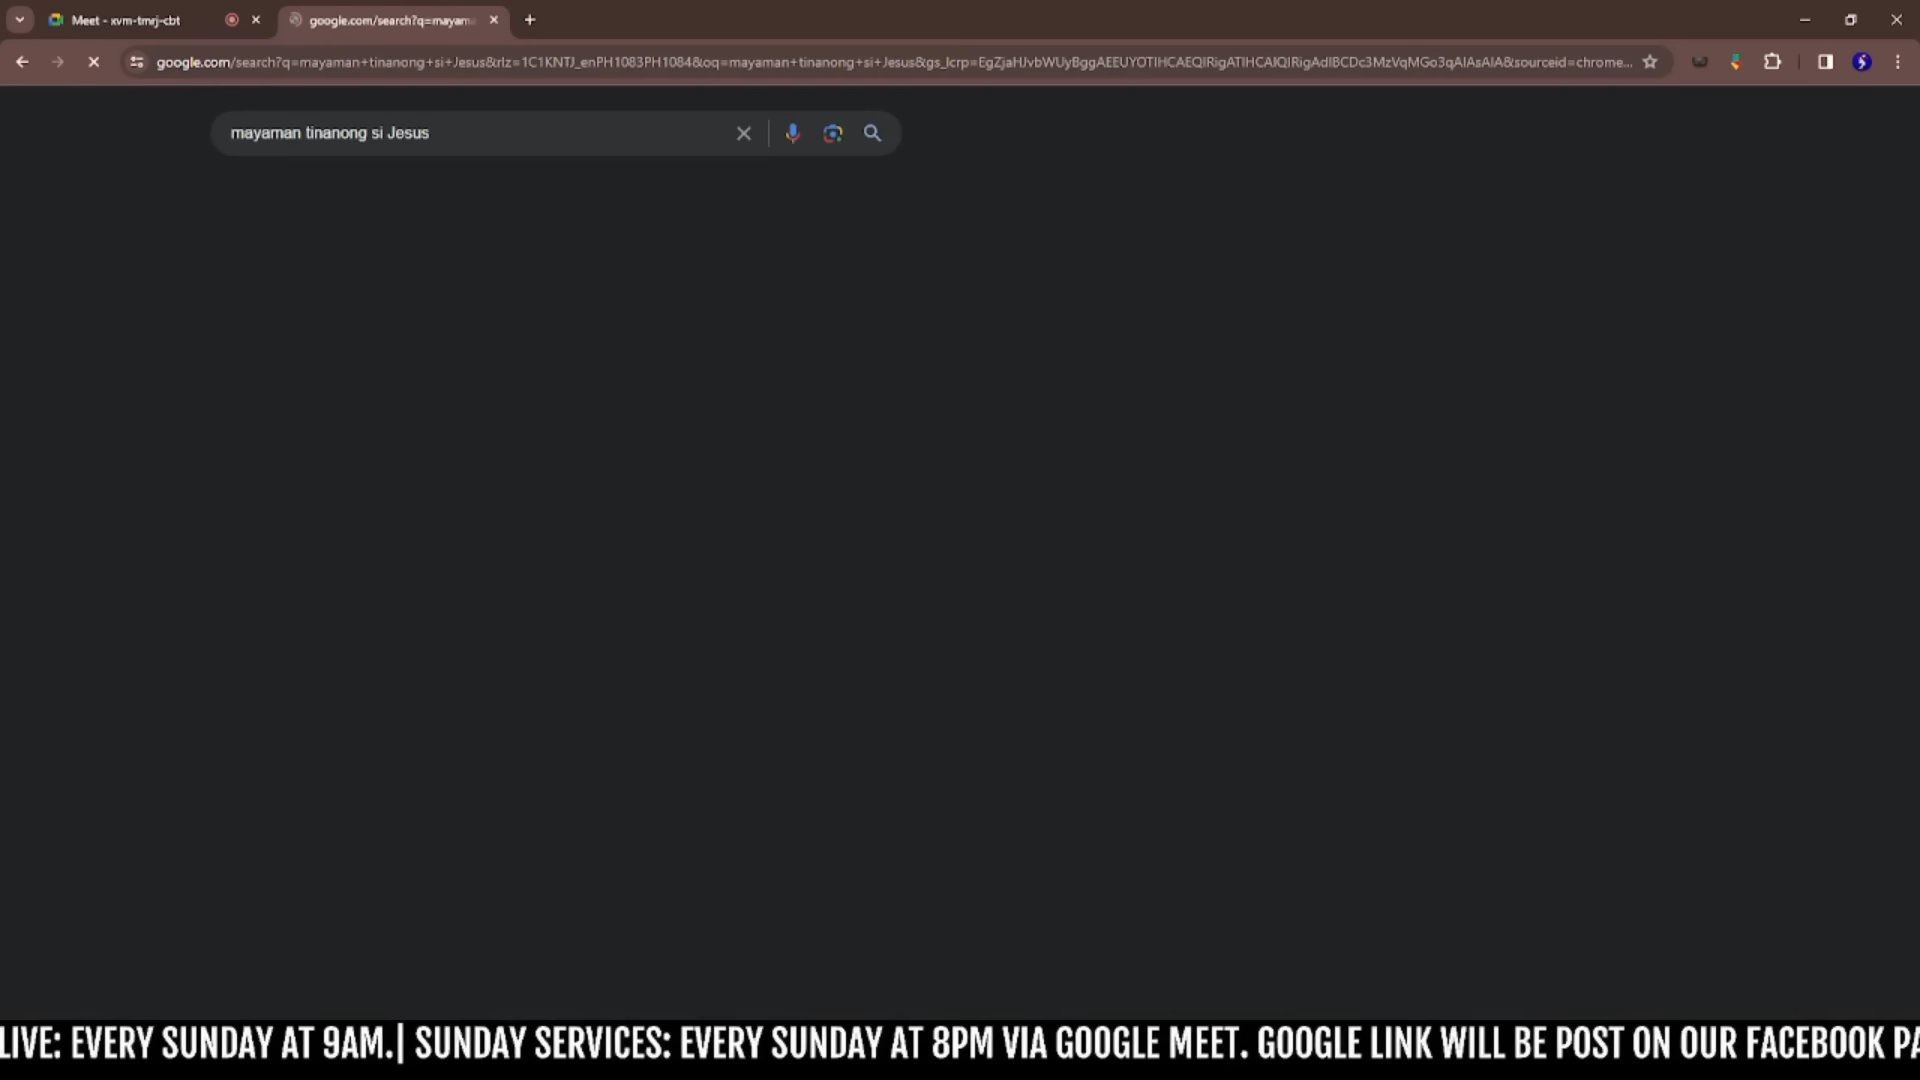 Meet - xvm-tmrj-cbt
google.com/search?q=mayam
google.com/search?q=mayaman+tinanong+si+Jesus&rlz=1C1KNTJ_enPH1083PH1084&oq=mayaman+tinanong+si+Jesus&gs_lcrp=EgZjaHJvbWUyBggAEEUYOTIHCAEQIRigATIHCAIQIRigAdIBCDc3MzVqMGo3qAIAsAIA&sourceid=chrome...
mayaman tinanong si Jesus
LIVE: EVERY SUNDAY AT 9AM.| SUNDAY SERVICES: EVERY SUNDAY AT 8PM VIA GOOGLE MEET. GOOGLE LINK WILL BE POST ON OUR FACEBOOK PA